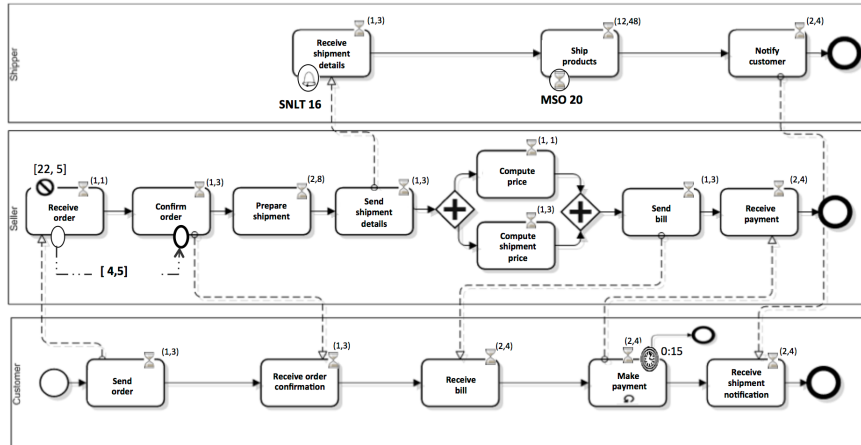 Shipper
(1,3)
Receive
shipment
details
SNLT 16
(12,48)
Ship
products
MSO 20
(2,4)
Notify
customer
Seller
[22, 5]
(1,1)
Receive
order
[ 4,5]
(1,3)
Confirm
order
(2,8)
Prepare
shipment
(1,3)
Send
shipment
details
(1, 1)
Compute
price
(1,3)
Compute
shipment
price
(1,3)
Send
bill
(2,4)
Receive
payment
Customer
(1,3)
Send
order
(1,3)
Receive order
confirmation
(2,4)
Receive
bill
(2,4)
0:15
Make
payment
(2,4)
Receive
shipment
notification